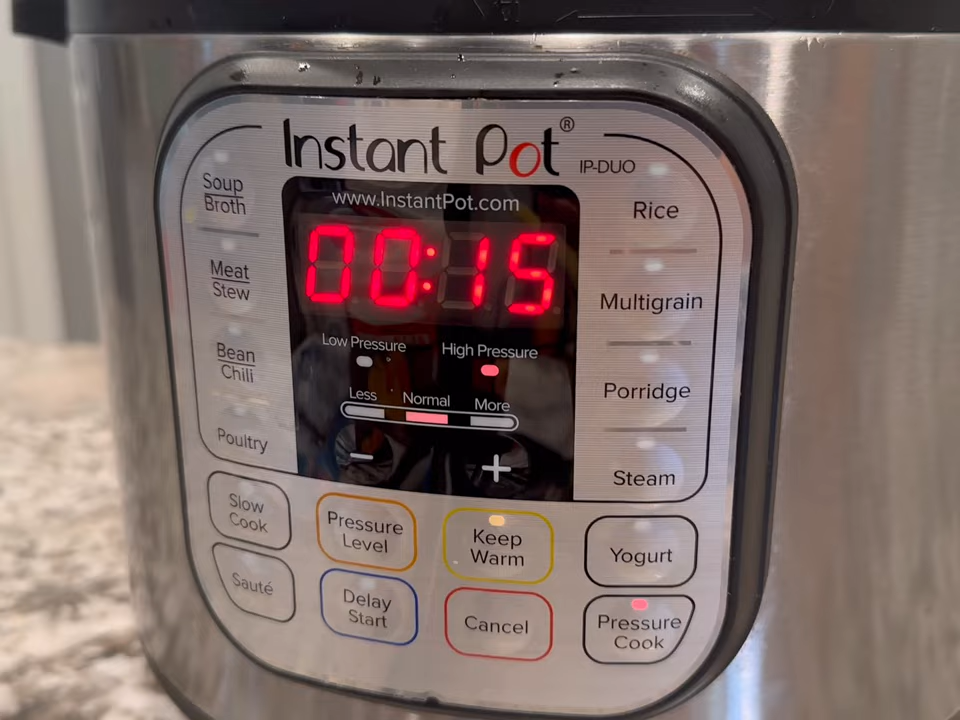 Instant Pot® IP-DUO
www.InstantPot.com
00:15
Low Pressure
High Pressure
Less
Normal
More
−
+
Soup
Broth
Meat
Stew
Bean
Chili
Poultry
Rice
Multigrain
Porridge
Steam
Slow
Cook
Pressure
Level
Keep
Warm
Yogurt
Sauté
Delay
Start
Cancel
Pressure
Cook